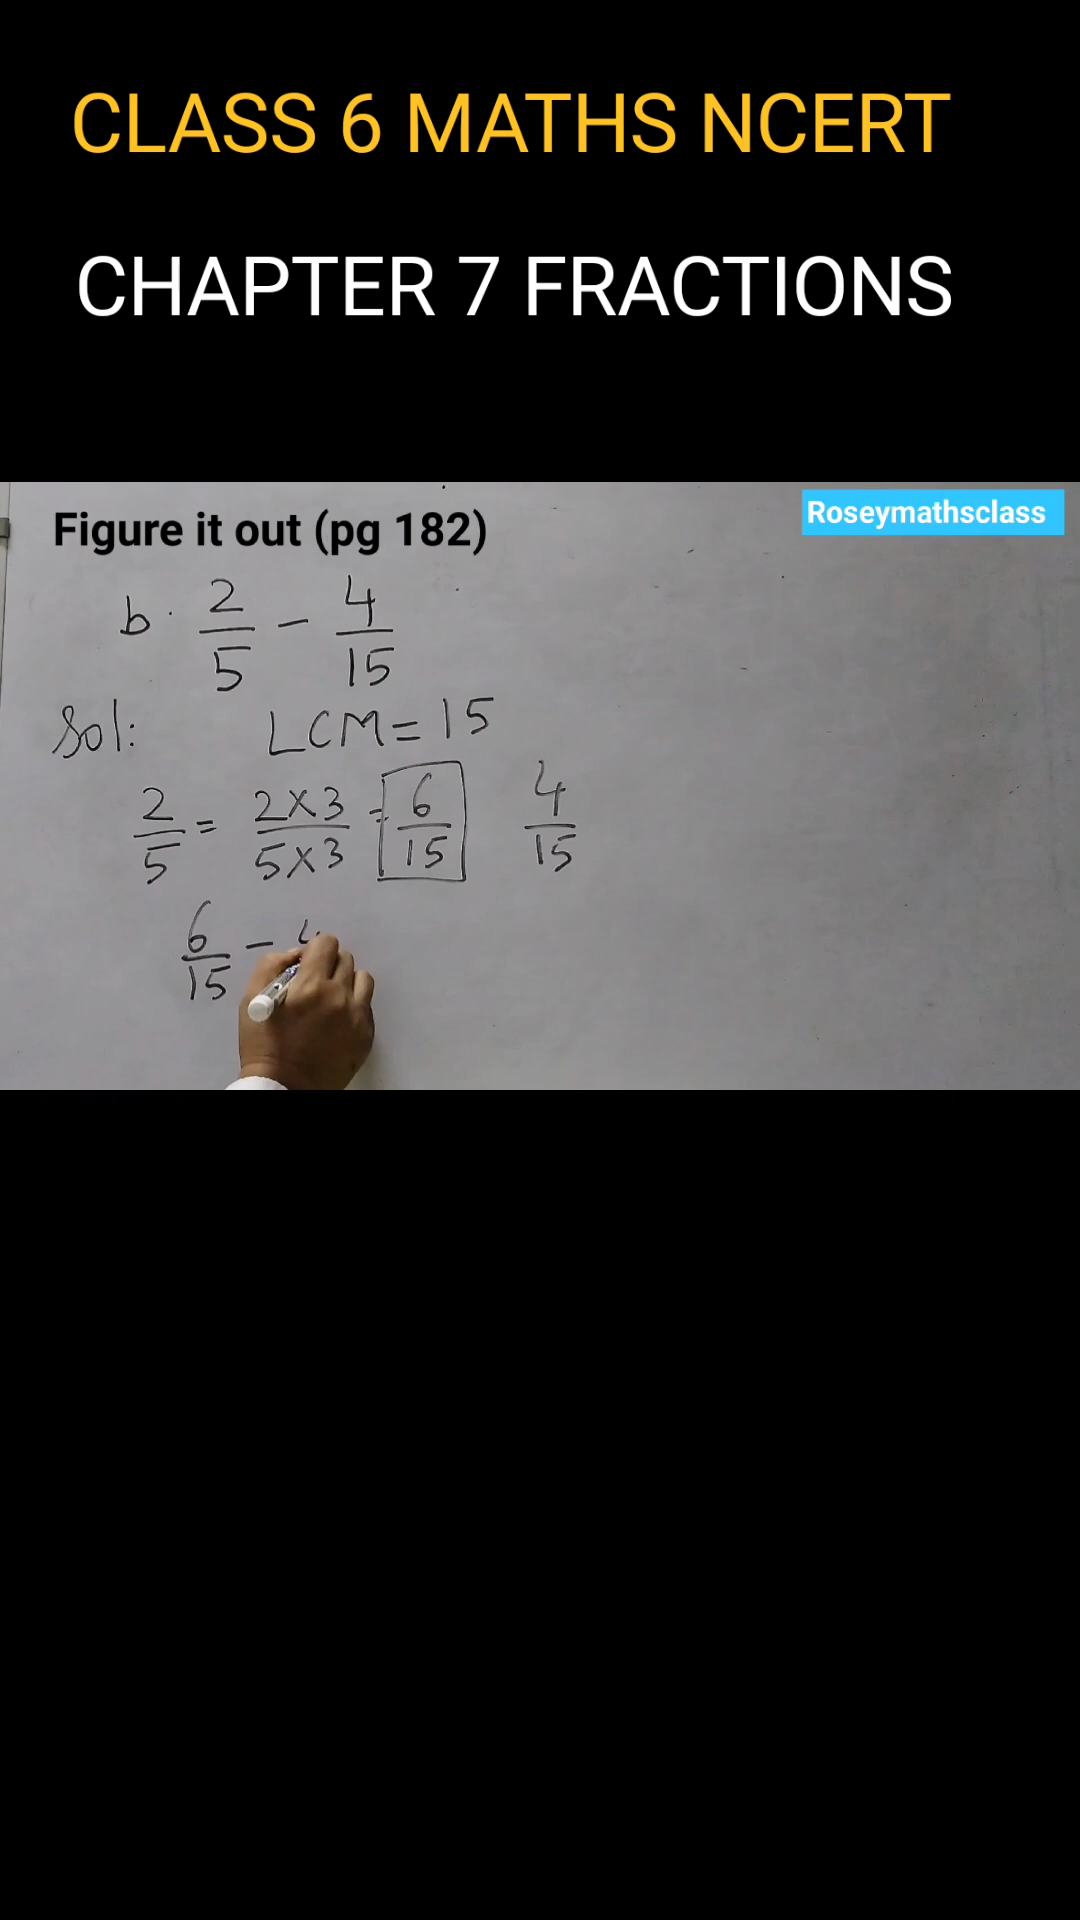 CLASS 6 MATHS NCERT
CHAPTER 7 FRACTIONS
Figure it out (pg 182)
Roseymathsclass
b. 2/5 - 4/15
Sol: LCM = 15
2/5 = 2×3/5×3 = 6/15 4/15
6/15 - 4